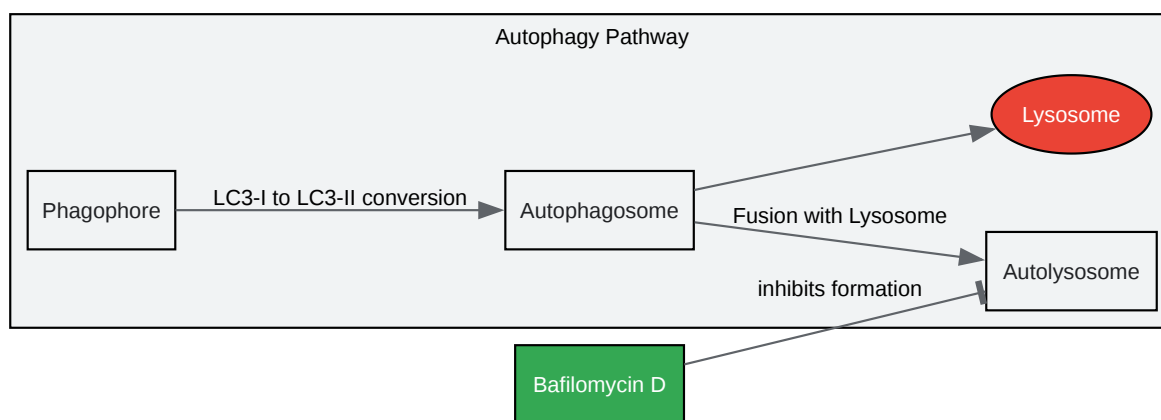 Autophagy Pathway
Lysosome
Phagophore
LC3-I to LC3-II conversion
Autophagosome
Fusion with Lysosome
Autolysosome
inhibits formation
Bafilomycin D